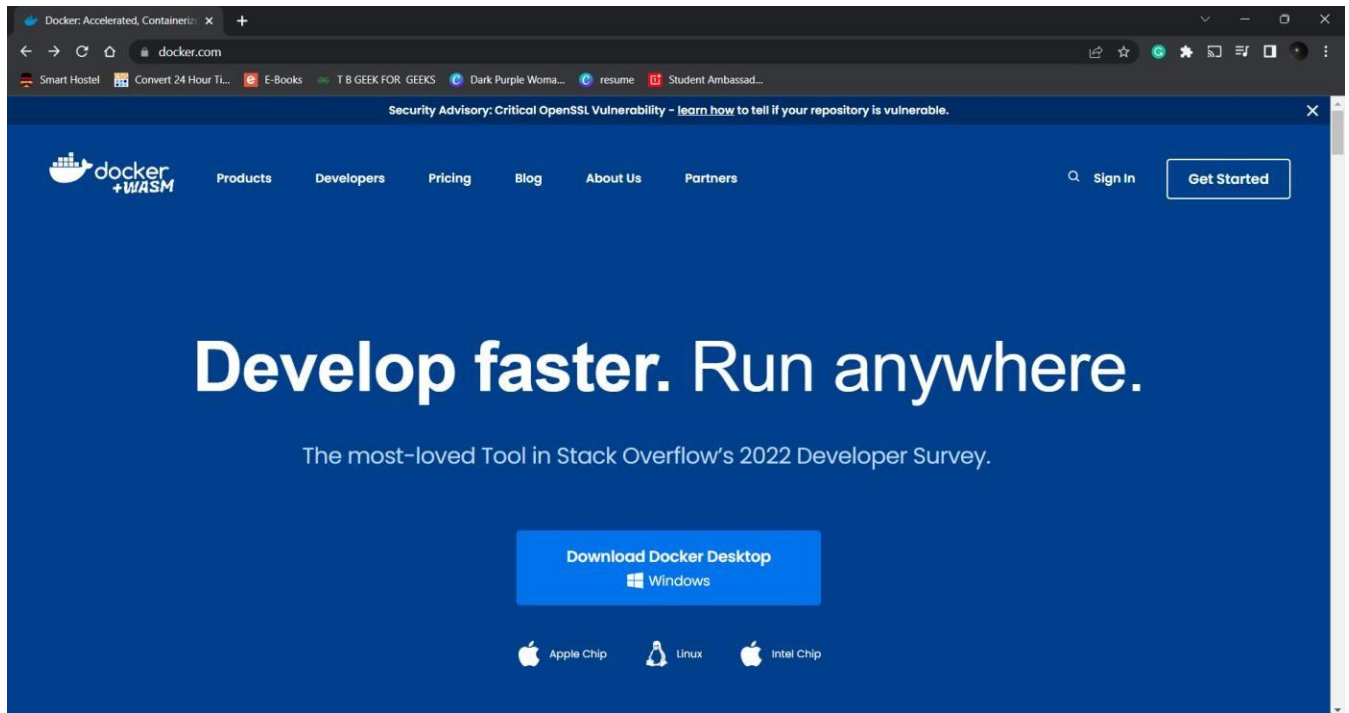 Docker: Accelerated, Containeriz
docker.com
Smart Hostel Convert 24 Hour Ti... E-Books T B GEEK FOR GEEKS Dark Purple Woma... resume Student Ambassad...
Security Advisory: Critical OpenSSL Vulnerability - learn how to tell if your repository is vulnerable.
docker
+WASM
Products Developers Pricing Blog About Us Partners Sign In Get Started
Develop faster. Run anywhere.
The most-loved Tool in Stack Overflow's 2022 Developer Survey.
Download Docker Desktop
Windows
Apple Chip Linux Intel Chip